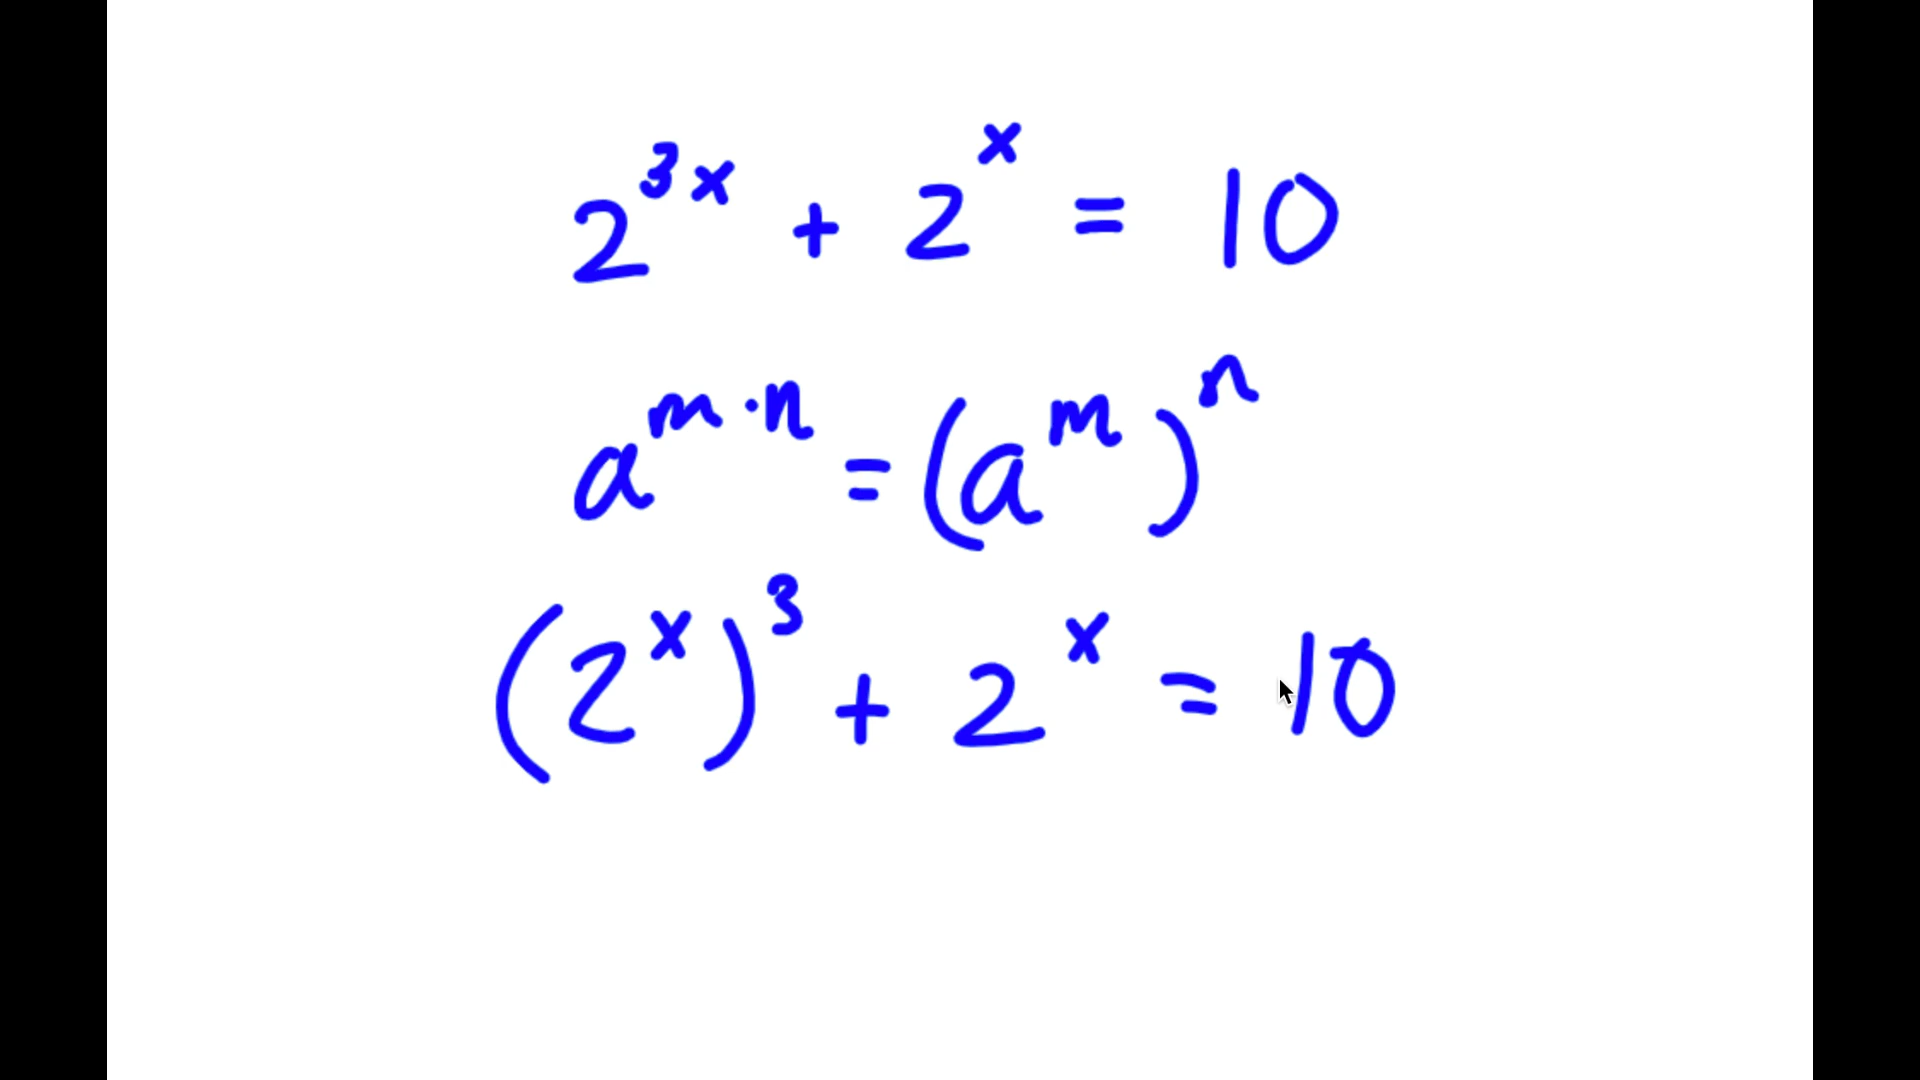 2^{3x} + 2^x = 10
a^{m·n} = (a^m)^n
(2^x)^3 + 2^x = 10